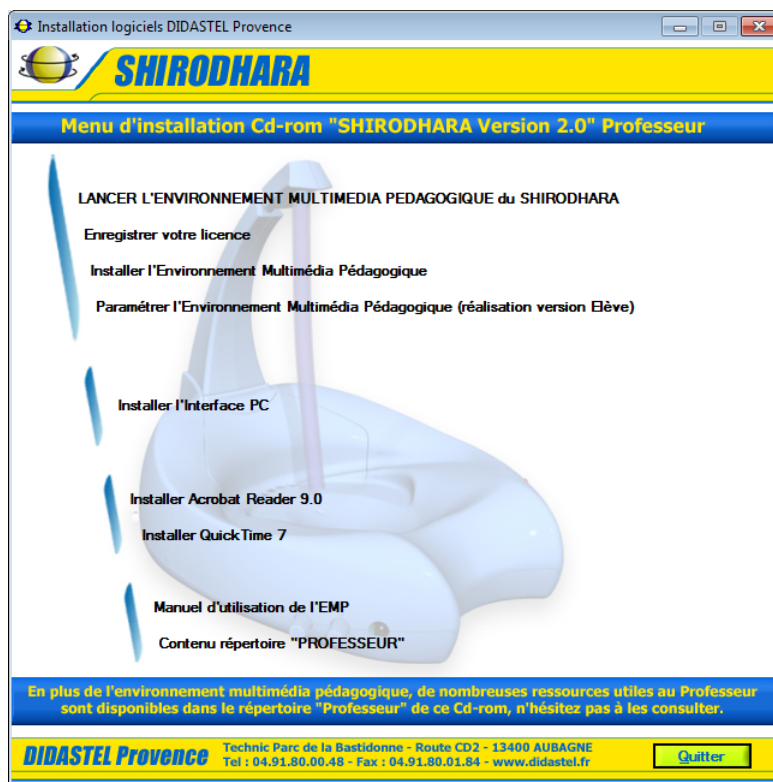 Installation logiciels DIDASTEL Provence
SHIRODHARA
Menu d'installation Cd-rom "SHIRODHARA Version 2.0" Professeur
LANCER L'ENVIRONNEMENT MULTIMEDIA PEDAGOGIQUE du SHIRODHARA
Enregistrer votre licence
Installer l'Environnement Multimédia Pédagogique
Paramétrer l'Environnement Multimédia Pédagogique (réalisation version Elève)
Installer l'Interface PC
Installer Acrobat Reader 9.0
Installer QuickTime 7
Manuel d'utilisation de l'EMP
Contenu répertoire "PROFESSEUR"
En plus de l'environnement multimédia pédagogique, de nombreuses ressources utiles au Professeur
sont disponibles dans le répertoire "Professeur" de ce Cd-rom, n'hésitez pas à les consulter.
DIDASTEL Provence
Technic Parc de la Bastidonne - Route CD2 - 13400 AUBAGNE
Tel : 04.91.80.00.48 - Fax : 04.91.80.01.84 - www.didastel.fr
Quitter